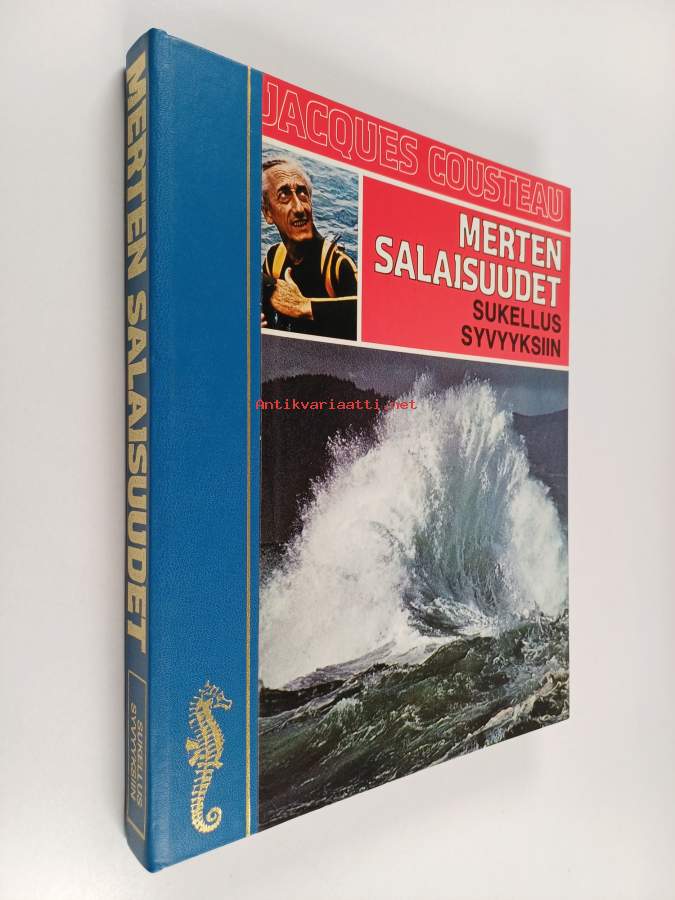 MERTEN SALAISUUDET
SUKELLUS
SYVYYKSIIN
JACQUES COUSTEAU
MERTEN
SALAISUUDET
SUKELLUS
SYVYYKSIIN
Antikvariaatti.net